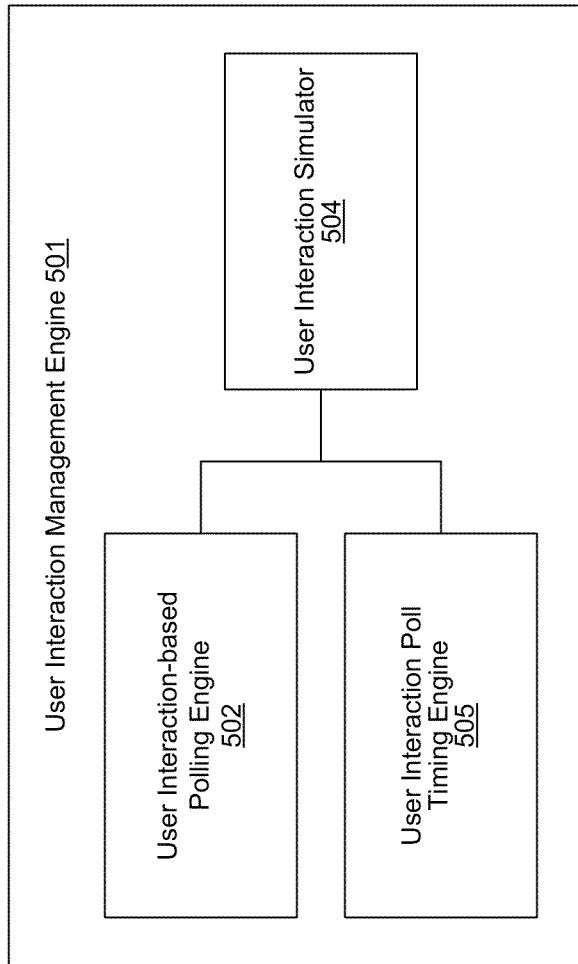 User Interaction Management Engine 501
User Interaction-based
Polling Engine
502
User Interaction Poll
Timing Engine
505
User Interaction Simulator
504